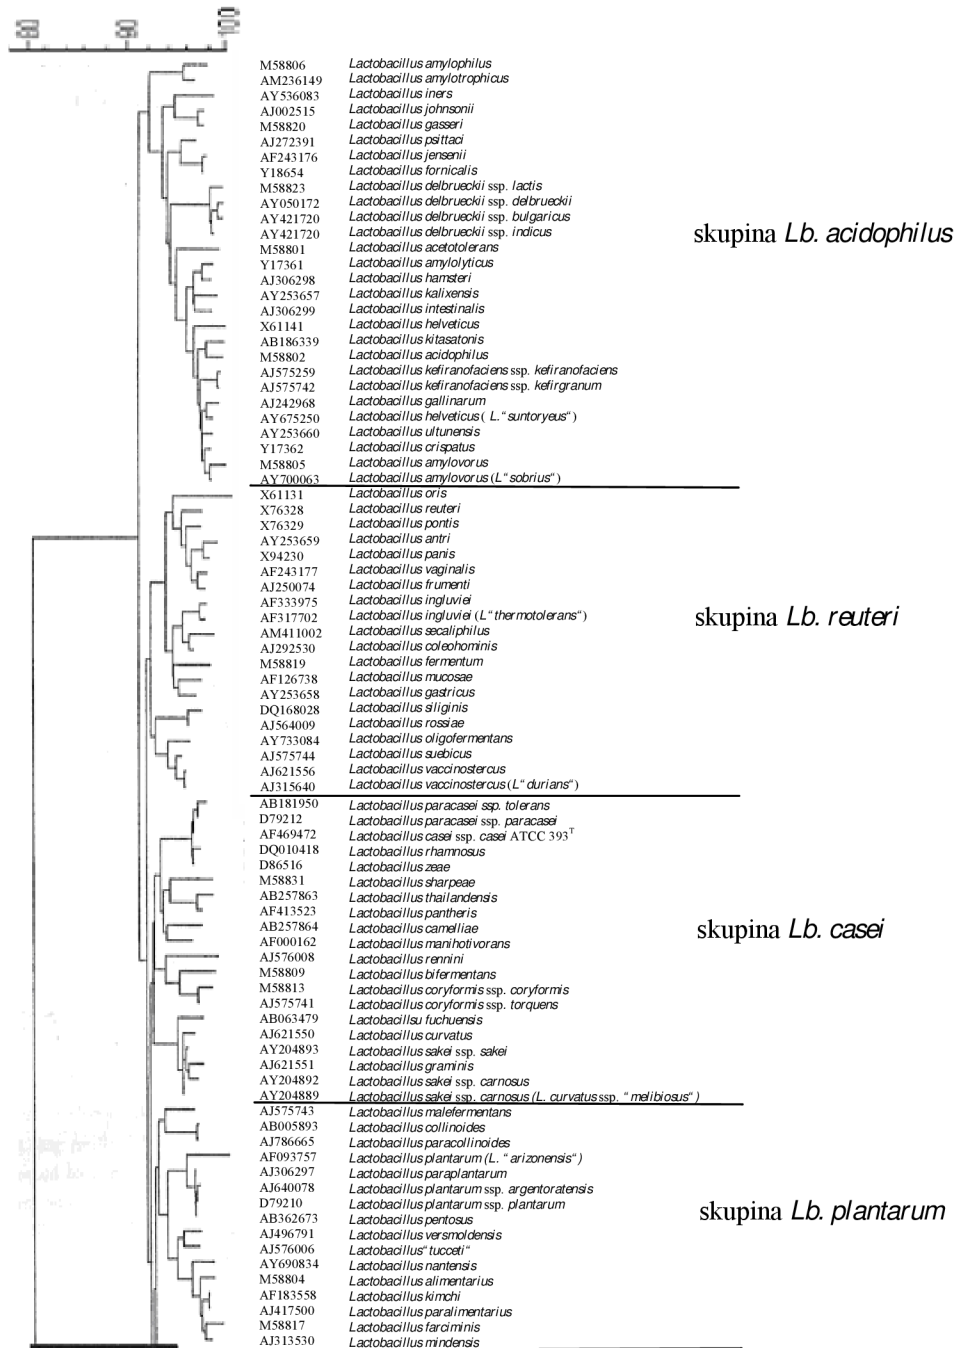 80 90 100
M58806 Lactobacillus amylophilus
AM236149 Lactobacillus amylotrophicus
AY536083 Lactobacillus iners
AJ002515 Lactobacillus johnsonii
M58820 Lactobacillus gasseri
AJ272391 Lactobacillus psittaci
AF243176 Lactobacillus jensenii
Y18654 Lactobacillus fornicalis
M58823 Lactobacillus delbrueckii ssp. lactis
AY050172 Lactobacillus delbrueckii ssp. delbrueckii
AY421720 Lactobacillus delbrueckii ssp. bulgaricus
AY421720 Lactobacillus delbrueckii ssp. indicus
skupina Lb. acidophilus
M58801 Lactobacillus acetotolerans
Y17361 Lactobacillus amylolyticus
AJ306298 Lactobacillus hamsteri
AY253657 Lactobacillus kalixensis
AJ306299 Lactobacillus intestinalis
X61141 Lactobacillus helveticus
AB186339 Lactobacillus kitasatonis
M58802 Lactobacillus acidophilus
AJ575259 Lactobacillus kefiranofaciens ssp. kefiranofaciens
AJ575742 Lactobacillus kefiranofaciens ssp. kefirgranum
AJ242968 Lactobacillus gallinarum
AY675250 Lactobacillus helveticus ( L."suntoryeus")
AY253660 Lactobacillus ultunensis
Y17362 Lactobacillus crispatus
M58805 Lactobacillus amylovorus
AY700063 Lactobacillus amylovorus (L"sobrius")
X61131 Lactobacillus oris
X76328 Lactobacillus reuteri
X76329 Lactobacillus pontis
AY253659 Lactobacillus antri
X94230 Lactobacillus panis
AF243177 Lactobacillus vaginalis
AJ250074 Lactobacillus frumenti
AF333975 Lactobacillus ingluviei
AF317702 Lactobacillus ingluviei (L"thermotolerans")
skupina Lb. reuteri
AM411002 Lactobacillus secaliphilus
AJ292530 Lactobacillus coleohominis
M58819 Lactobacillus fermentum
AF126738 Lactobacillus mucosae
AY253658 Lactobacillus gastricus
DQ168028 Lactobacillus siliginis
AJ564009 Lactobacillus rossiae
AY733084 Lactobacillus oligofermentans
AJ575744 Lactobacillus suebicus
AJ621556 Lactobacillus vaccinostercus
AJ315640 Lactobacillus vaccinostercus (L"durians")
AB181950 Lactobacillus paracasei ssp. tolerans
D79212 Lactobacillus paracasei ssp. paracasei
AF469472 Lactobacillus casei ssp. casei ATCC 393T
DQ010418 Lactobacillus rhamnosus
D86516 Lactobacillus zeae
M58831 Lactobacillus sharpeae
AB257863 Lactobacillus thailandensis
AF413523 Lactobacillus pantheris
AB257864 Lactobacillus camelliae
skupina Lb. casei
AF000162 Lactobacillus manihotivorans
AJ576008 Lactobacillus rennini
M58809 Lactobacillus bifermentans
M58813 Lactobacillus coryformis ssp. coryformis
AJ575741 Lactobacillus coryformis ssp. torquens
AB063479 Lactobacillsu fuchuensis
AJ621550 Lactobacillus curvatus
AY204893 Lactobacillus sakei ssp. sakei
AJ621551 Lactobacillus graminis
AY204892 Lactobacillus sakei ssp. carnosus
AY204889 Lactobacillus sakei ssp. carnosus (L. curvatus ssp. "melibiosus")
AJ575743 Lactobacillus malefermentans
AB005893 Lactobacillus collinoides
AJ786665 Lactobacillus paracollinoides
AF093757 Lactobacillus plantarum (L. "arizonensis")
AJ306297 Lactobacillus paraplantarum
AJ640078 Lactobacillus plantarum ssp. argentoratensis
D79210 Lactobacillus plantarum ssp. plantarum
skupina Lb. plantarum
AB362673 Lactobacillus pentosus
AJ496791 Lactobacillus versmoldensis
AJ576006 Lactobacillus "tucceti"
AY690834 Lactobacillus nantensis
M58804 Lactobacillus alimentarius
AF183558 Lactobacillus kimchi
AJ417500 Lactobacillus paralimentarius
M58817 Lactobacillus farciminis
AJ313530 Lactobacillus mindensis